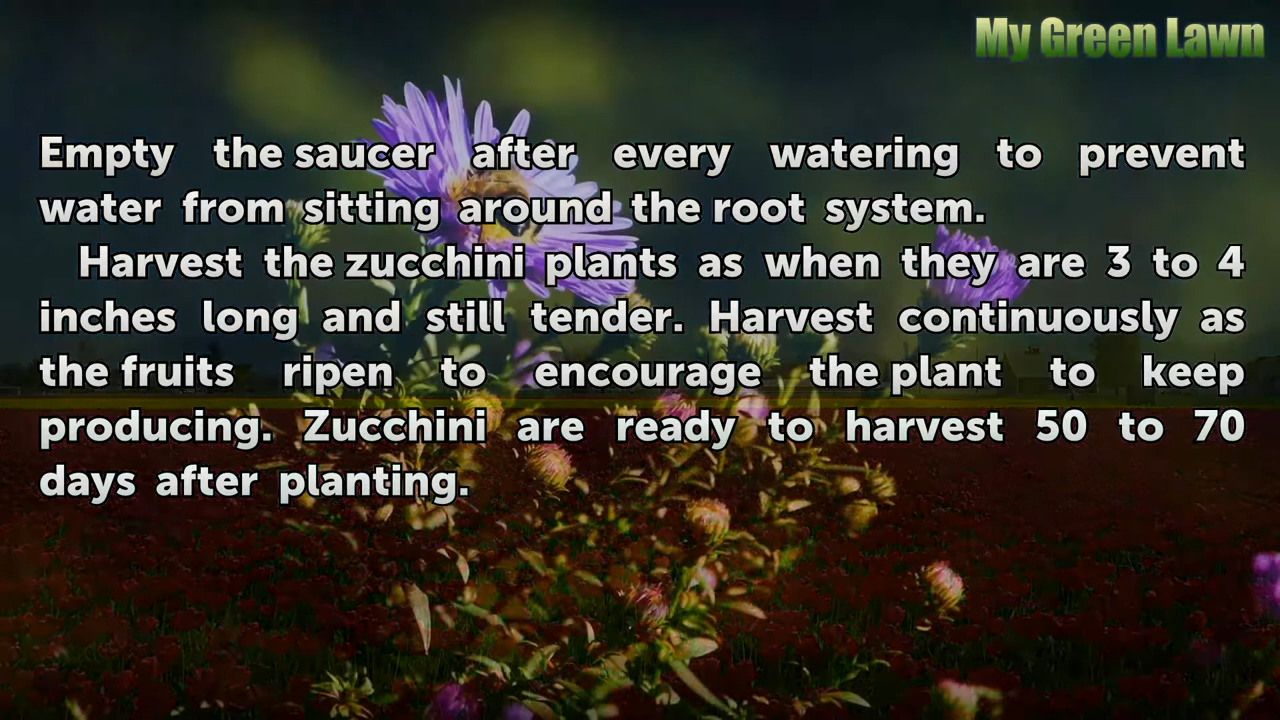 My Green Lawn
Empty the saucer after every watering to prevent
water from sitting around the root system.
Harvest the zucchini plants as when they are 3 to 4
inches long and still tender. Harvest continuously as
the fruits ripen to encourage the plant to keep
producing. Zucchini are ready to harvest 50 to 70
days after planting.